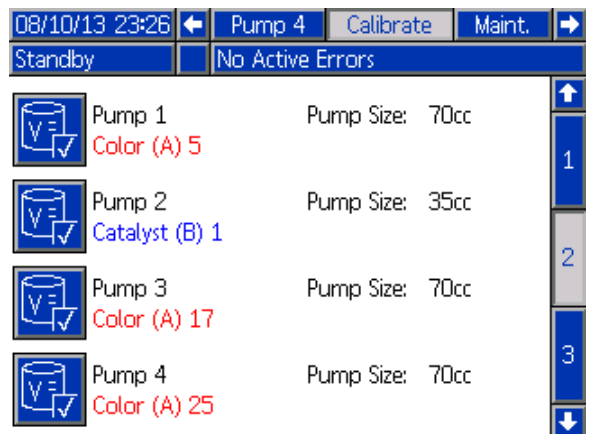 08/10/13 23:26 Pump 4 Calibrate Maint.
Standby No Active Errors
Pump 1 Pump Size: 70cc
Color (A) 5
1
Pump 2 Pump Size: 35cc
Catalyst (B) 1
2
Pump 3 Pump Size: 70cc
Color (A) 17
3
Pump 4 Pump Size: 70cc
Color (A) 25
V
V
V
V